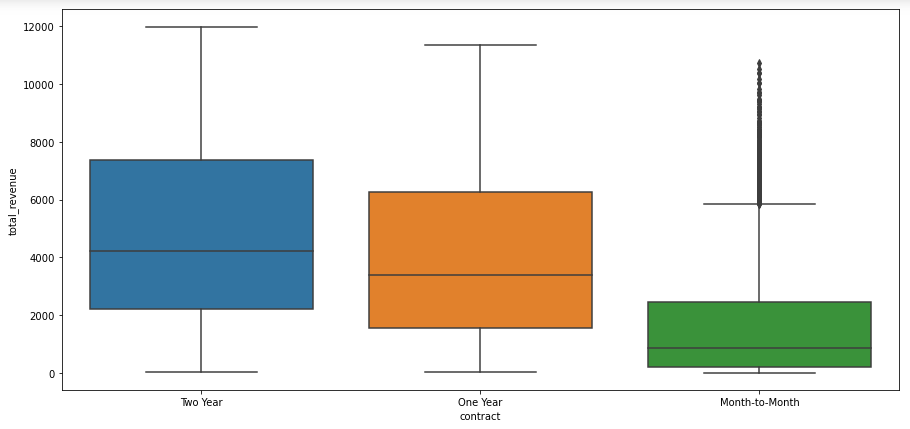 12000
10000
8000
6000
4000
2000
0
total_revenue
Two Year
One Year
Month-to-Month
contract